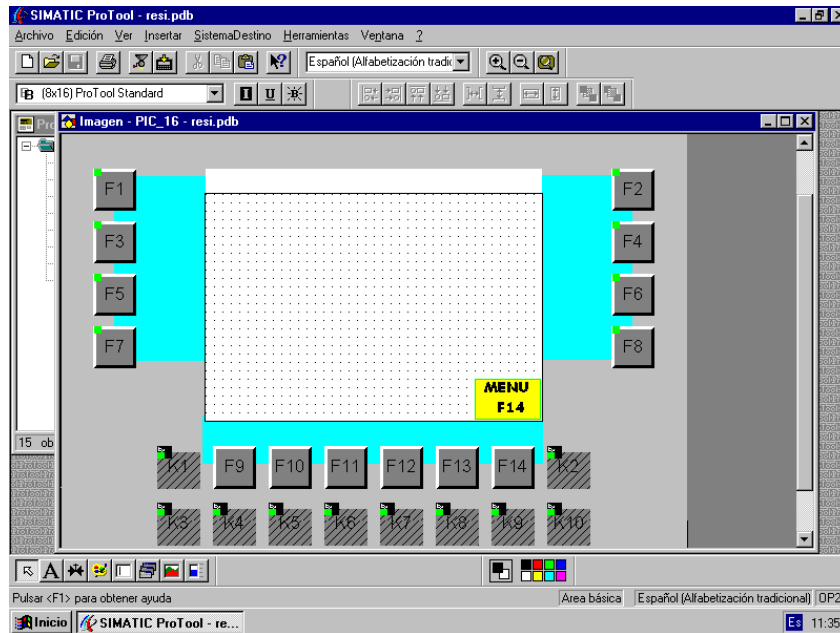 SIMATIC ProTool - resi.pdb
Archivo Edición Ver Insertar SistemaDestino Herramientas Ventana ?
Español (Alfabetización tradic
(8x16) ProTool Standard
Imagen - PIC_16 - resi.pdb
F1 F2
F3 F4
F5 F6
F7 F8
MENU
F14
15 ob
K1 F9 F10 F11 F12 F13 F14 K2
K3 K4 K5 K6 K7 K8 K9 K10
Pulsar <F1> para obtener ayuda Area básica Español (Alfabetización tradicional) OP2
Inicio SIMATIC ProTool - re... Es 11:35